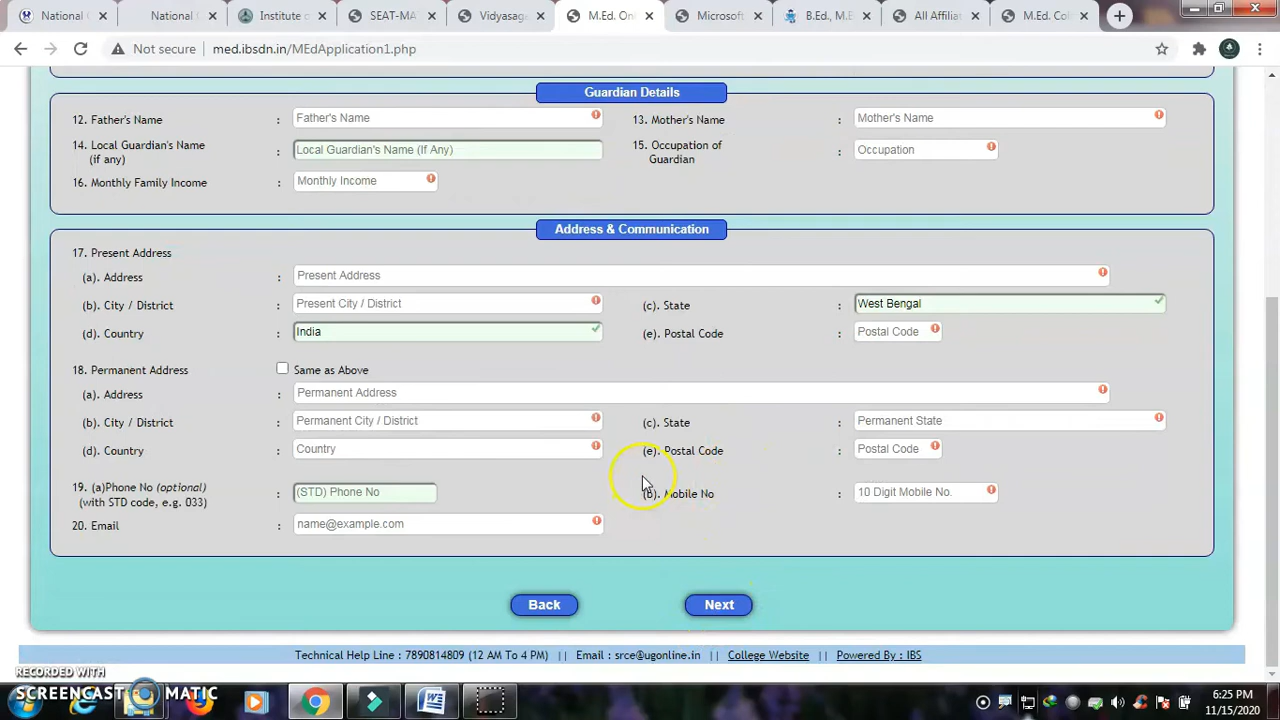 National C
National C
Institute c
SEAT-MA
Vidyasag
M.Ed. Onl
Microsoft
B.Ed., M.E
All Affiliat
M.Ed. Col
Not secure
med.ibsdn.in/MEdApplication1.php
Guardian Details
12. Father's Name : Father's Name
13. Mother's Name : Mother's Name
14. Local Guardian's Name
(if any) : Local Guardian's Name (If Any)
15. Occupation of
Guardian : Occupation
16. Monthly Family Income : Monthly Income
Address & Communication
17. Present Address
(a). Address : Present Address
(b). City / District : Present City / District
(c). State : West Bengal
(d). Country : India
(e). Postal Code : Postal Code
18. Permanent Address
Same as Above
(a). Address : Permanent Address
(b). City / District : Permanent City / District
(c). State : Permanent State
(d). Country : Country
(e). Postal Code : Postal Code
19. (a)Phone No (optional)
(with STD code, e.g. 033) : (STD) Phone No
(b). Mobile No : 10 Digit Mobile No.
20. Email : name@example.com
Back
Next
Technical Help Line : 7890814809 (12 AM To 4 PM) || Email : srce@ugonline.in || College Website || Powered By : IBS
RECORDED WITH
SCREENCAST MATIC
6:25 PM
11/15/2020